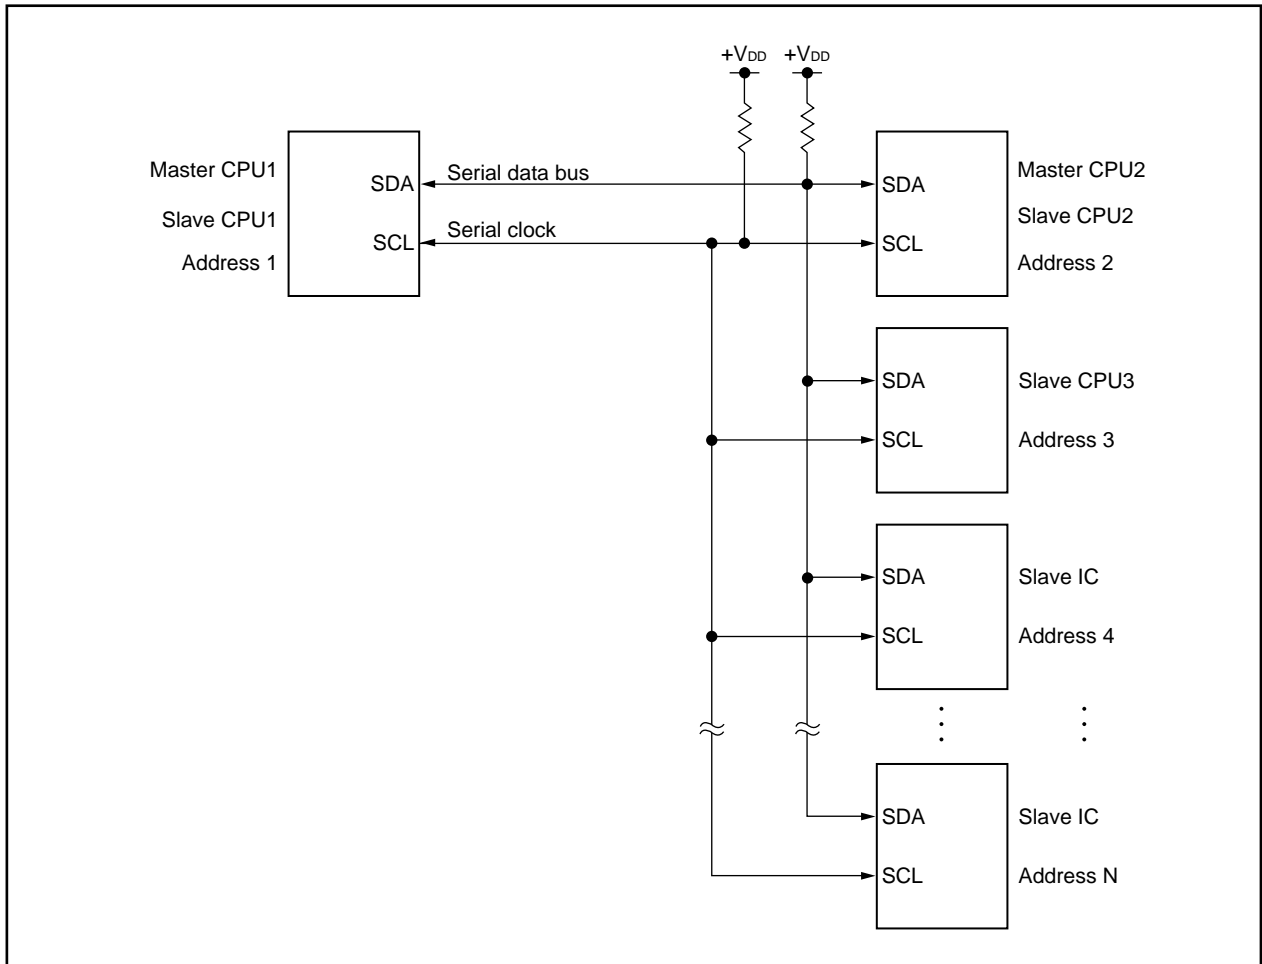 +VDD +VDD
Master CPU1
Slave CPU1
Address 1
SDA
SCL
Serial data bus
Serial clock
SDA
SCL
Master CPU2
Slave CPU2
Address 2
SDA
SCL
Slave CPU3
Address 3
SDA
SCL
Slave IC
Address 4
SDA
SCL
Slave IC
Address N